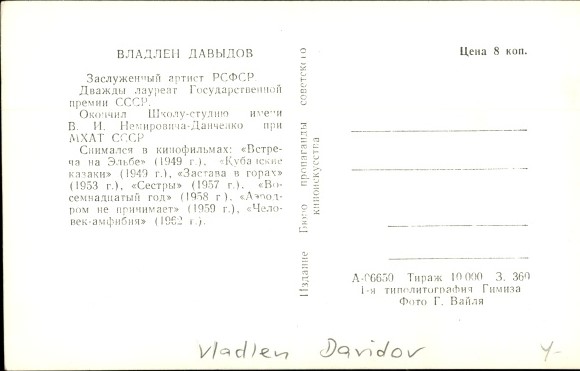 ВЛАДЛЕН ДАВЫДОВ
Заслуженный артист РСФСР.
Дважды лауреат Государственной
премии СССР.
Окончил Школу-студию имени
В. И. Немировича-Данченко при
МХАТ СССР
Снимался в кинофильмах: «Встре-
ча на Эльбе» (1949 г.), «Кубанские
казаки» (1949 г.), «Застава в горах»
(1953 г.), «Сестры» (1957 г.), «Во-
семнадцатый год» (1958 г.), «Аэрод-
ром не принимает» (1959 г.), «Чело-
век-амфибия» (1962 г.).
Издание Бюро пропаганды советского
киноискусства
Цена 8 коп.
А-06650 Тираж 10 000 З. 360
1-я типолитография Гимиза
Фото Г. Вайля
Vladlen Davidov
4-